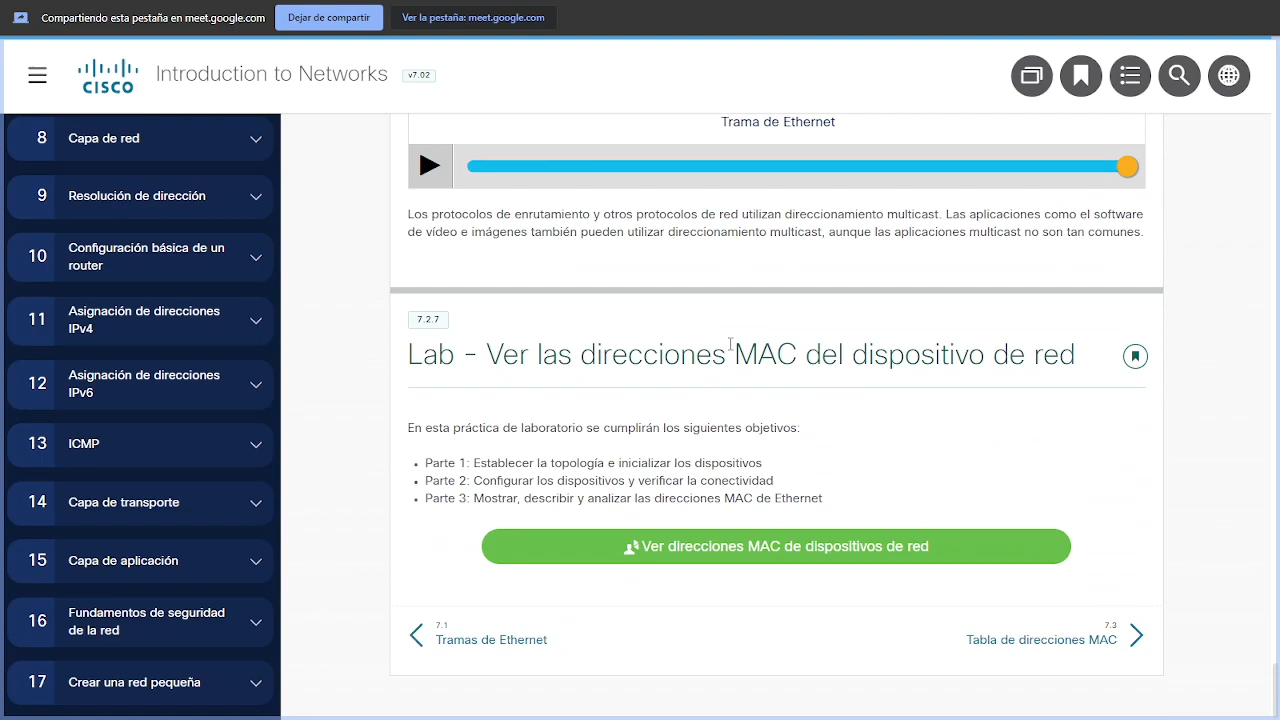 Compartiendo esta pestaña en meet.google.com
Dejar de compartir
Ver la pestaña: meet.google.com
CISCO
Introduction to Networks
v7.02
8 Capa de red
9 Resolución de dirección
10 Configuración básica de un
router
11 Asignación de direcciones
IPv4
12 Asignación de direcciones
IPv6
13 ICMP
14 Capa de transporte
15 Capa de aplicación
16 Fundamentos de seguridad
de la red
17 Crear una red pequeña
Trama de Ethernet
Los protocolos de enrutamiento y otros protocolos de red utilizan direccionamiento multicast. Las aplicaciones como el software
de vídeo e imágenes también pueden utilizar direccionamiento multicast, aunque las aplicaciones multicast no son tan comunes.
7.2.7
Lab - Ver las direcciones MAC del dispositivo de red
En esta práctica de laboratorio se cumplirán los siguientes objetivos:
• Parte 1: Establecer la topología e inicializar los dispositivos
• Parte 2: Configurar los dispositivos y verificar la conectividad
• Parte 3: Mostrar, describir y analizar las direcciones MAC de Ethernet
Ver direcciones MAC de dispositivos de red
7.1
Tramas de Ethernet
7.3
Tabla de direcciones MAC